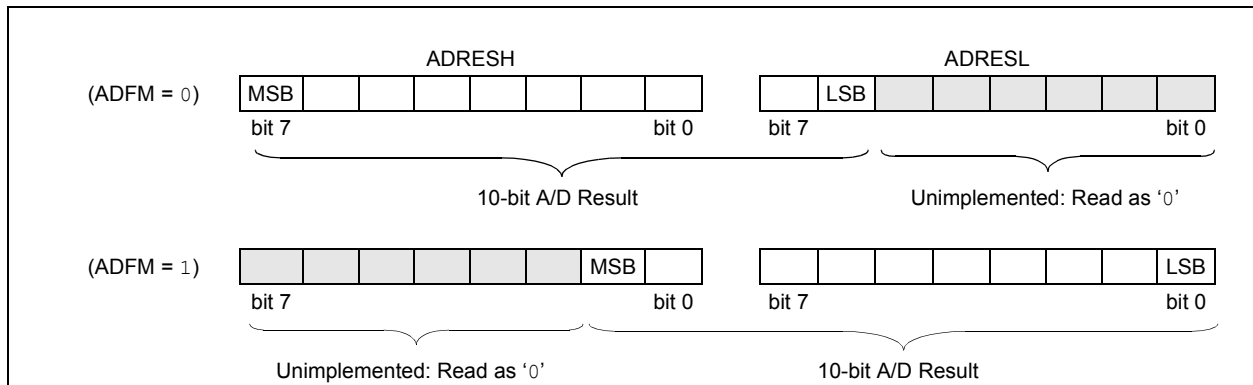 ADRESH ADRESL
(ADFM = 0) MSB LSB
bit 7 bit 0 bit 7 bit 0
10-bit A/D Result Unimplemented: Read as ‘0’
(ADFM = 1) MSB LSB
bit 7 bit 0 bit 7 bit 0
Unimplemented: Read as ‘0’ 10-bit A/D Result